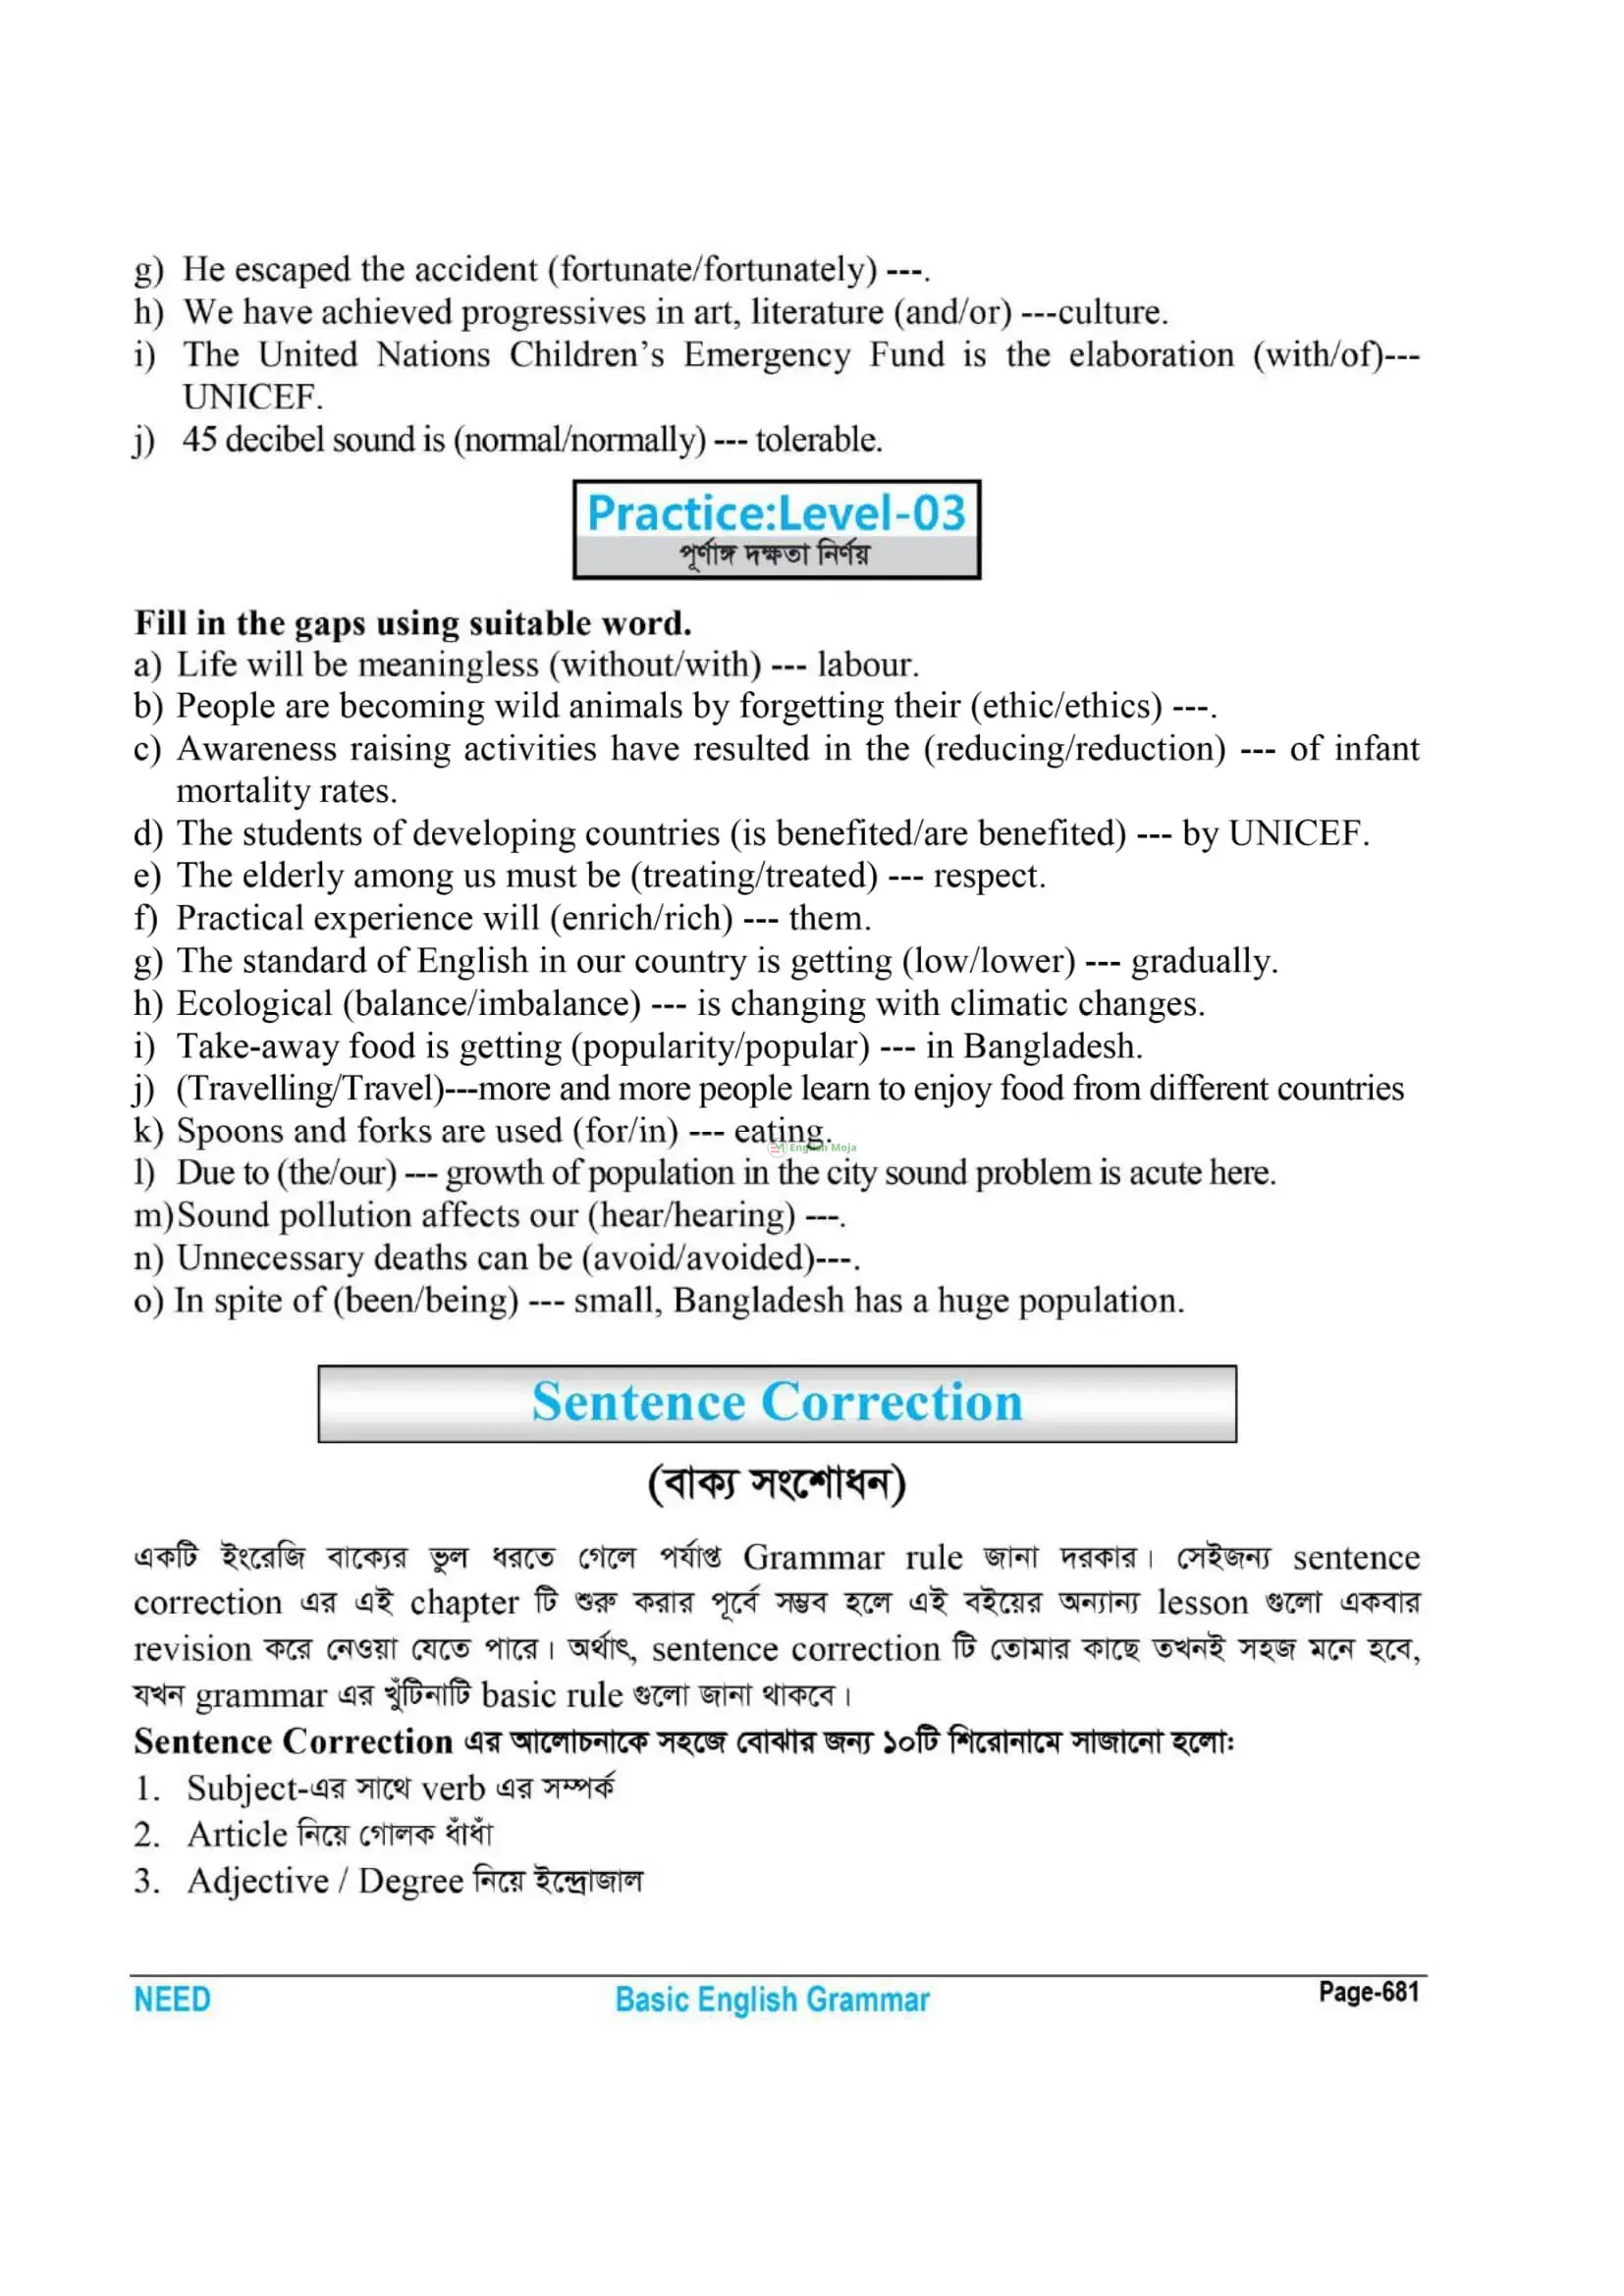 g) He escaped the accident (fortunate/fortunately) ---.
h) We have achieved progressives in art, literature (and/or) ---culture.
i) The United Nations Children's Emergency Fund is the elaboration (with/of)---
UNICEF.
j) 45 decibel sound is (normal/normally) --- tolerable.
Practice:Level-03
পূর্ণাঙ্গ দক্ষতা নির্ণয়
Fill in the gaps using suitable word.
a) Life will be meaningless (without/with) --- labour.
b) People are becoming wild animals by forgetting their (ethic/ethics) ---.
c) Awareness raising activities have resulted in the (reducing/reduction) --- of infant
mortality rates.
d) The students of developing countries (is benefited/are benefited) --- by UNICEF.
e) The elderly among us must be (treating/treated) --- respect.
f) Practical experience will (enrich/rich) --- them.
g) The standard of English in our country is getting (low/lower) --- gradually.
h) Ecological (balance/imbalance) --- is changing with climatic changes.
i) Take-away food is getting (popularity/popular) --- in Bangladesh.
j) (Travelling/Travel)---more and more people learn to enjoy food from different countries
k) Spoons and forks are used (for/in) --- eating.
English Moja
l) Due to (the/our) --- growth of population in the city sound problem is acute here.
m)Sound pollution affects our (hear/hearing) ---.
n) Unnecessary deaths can be (avoid/avoided)---.
o) In spite of (been/being) --- small, Bangladesh has a huge population.
Sentence Correction
(বাক্য সংশোধন)
একটি ইংরেজি বাক্যের ভুল ধরতে গেলে পর্যাপ্ত Grammar rule জানা দরকার। সেইজন্য sentence
correction এর এই chapter টি শুরু করার পূর্বে সম্ভব হলে এই বইয়ের অন্যান্য lesson গুলো একবার
revision করে নেওয়া যেতে পারে। অর্থাৎ, sentence correction টি তোমার কাছে তখনই সহজ মনে হবে,
যখন grammar এর খুঁটিনাটি basic rule গুলো জানা থাকবে।
Sentence Correction এর আলোচনাকে সহজে বোঝার জন্য ১০টি শিরোনামে সাজানো হলো:
1. Subject-এর সাথে verb এর সম্পর্ক
2. Article নিয়ে গোলক ধাঁধাঁ
3. Adjective / Degree নিয়ে ইন্দ্রোজাল
NEED Basic English Grammar Page-681